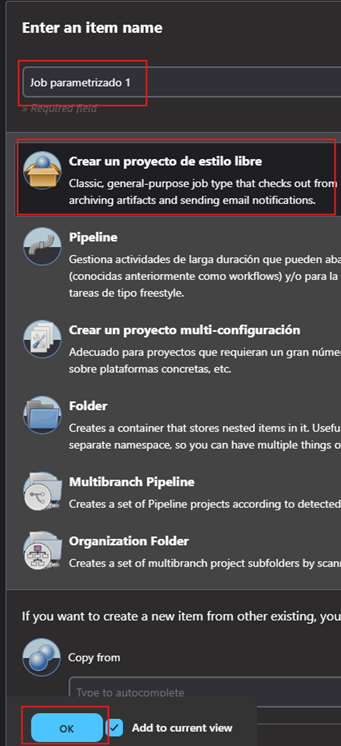 Enter an item name
Job parametrizado 1
» Required field
Crear un proyecto de estilo libre
Classic, general-purpose job type that checks out from
archiving artifacts and sending email notifications.
Pipeline
Gestiona actividades de larga duración que pueden aba
(conocidas anteriormente como workflows) y/o para la
tareas de tipo freestyle.
Crear un proyecto multi-configuración
Adecuado para proyectos que requieran un gran núme
sobre plataformas concretas, etc.
Folder
Creates a container that stores nested items in it. Usefu
separate namespace, so you can have multiple things o
Multibranch Pipeline
Creates a set of Pipeline projects according to detected
Organization Folder
Creates a set of multibranch project subfolders by scan
If you want to create a new item from other existing, you
Copy from
Type to autocomplete
OK
Add to current view